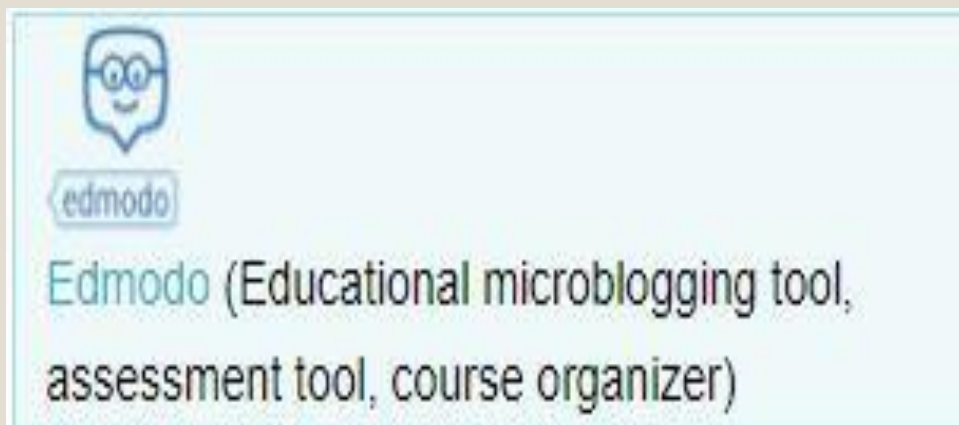 edmodo
Edmodo (Educational microblogging tool,
assessment tool, course organizer)